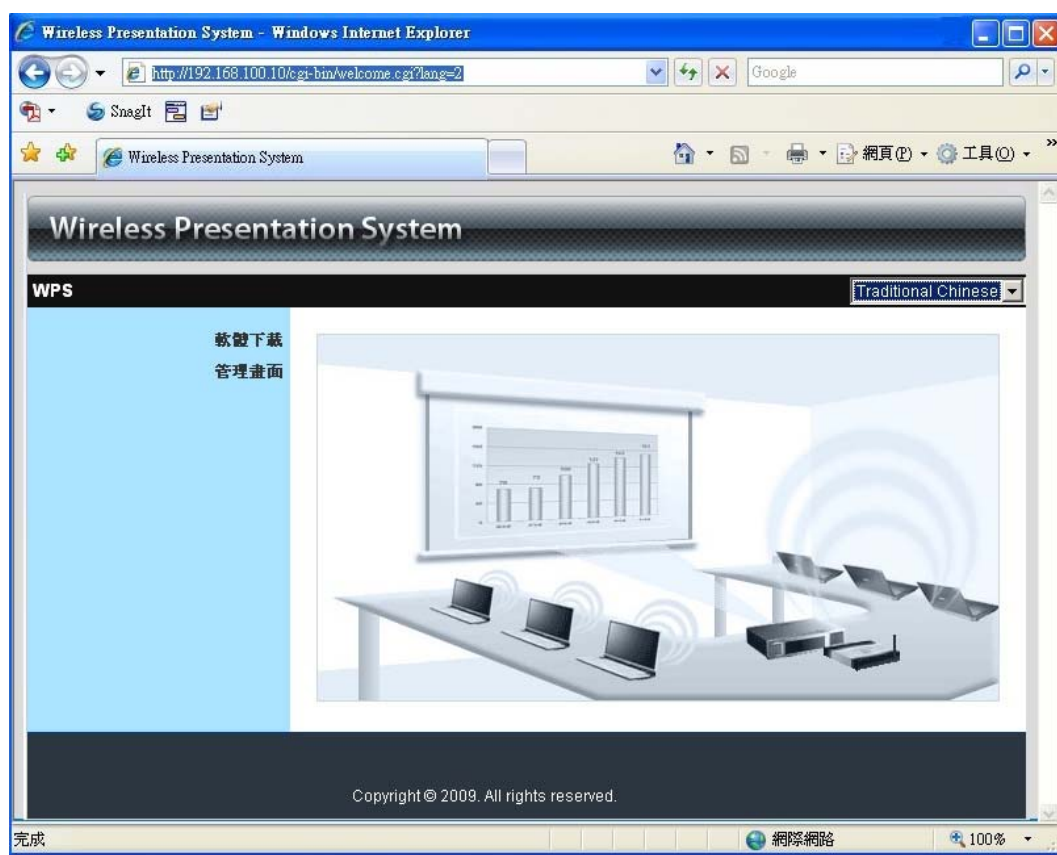 Wireless Presentation System - Windows Internet Explorer
http://192.168.100.10/cgi-bin/welcome.cgi?lang=2
Google
SnagIt
Wireless Presentation System
網頁(P)
工具(O)
»
Wireless Presentation System
WPS
Traditional Chinese
軟體下載
管理畫面
Copyright © 2009. All rights reserved.
完成
網際網路
100%